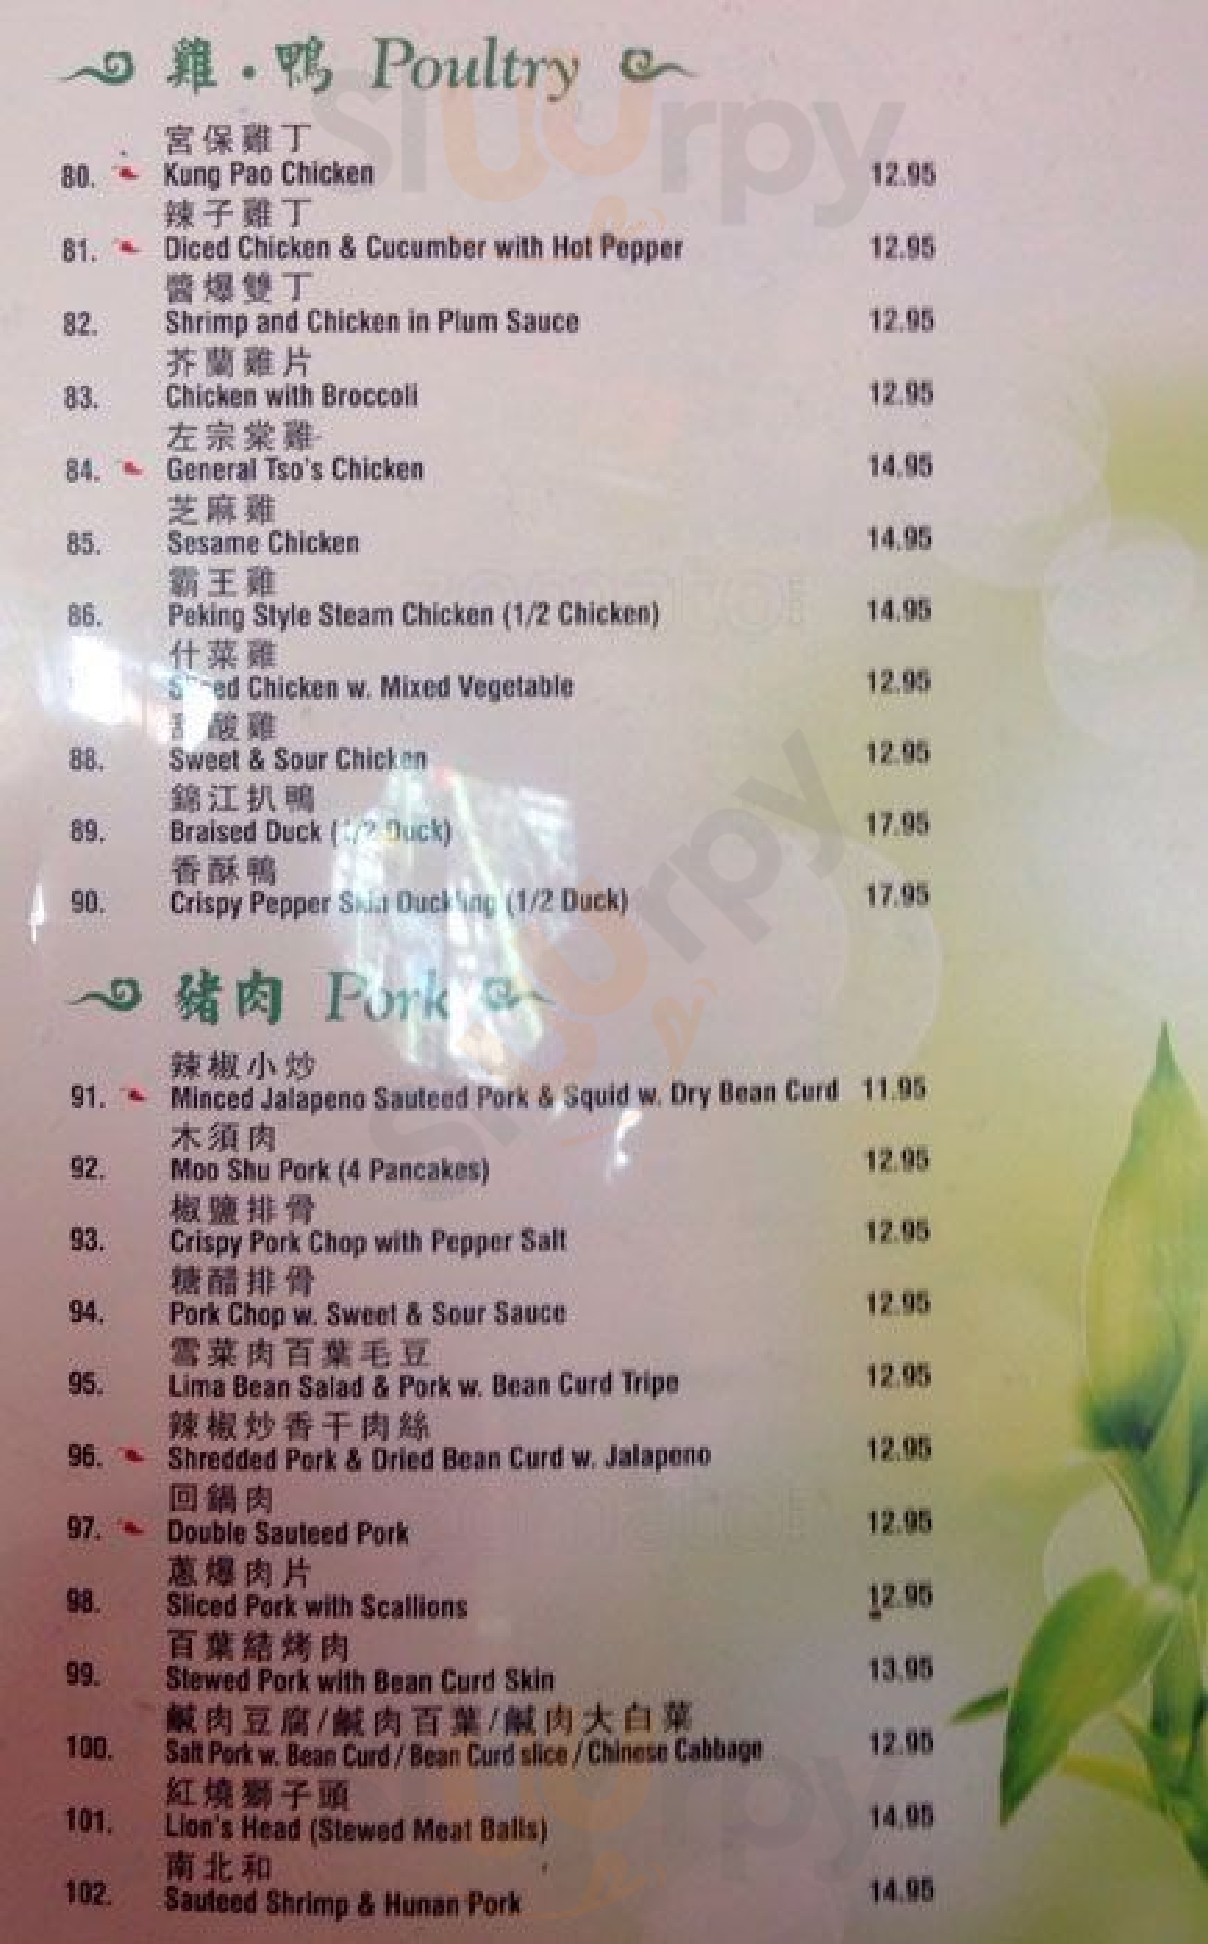 雞·鴨 Poultry
宮保雞丁
80. Kung Pao Chicken 12.95
辣子雞丁
81. Diced Chicken & Cucumber with Hot Pepper 12.95
醬爆雙丁
82. Shrimp and Chicken in Plum Sauce 12.95
芥蘭雞片
83. Chicken with Broccoli 12.95
左宗棠雞
84. General Tso's Chicken 14.95
芝麻雞
85. Sesame Chicken 14.95
霸王雞
86. Peking Style Steam Chicken (1/2 Chicken) 14.95
什菜雞
Chicken w. Mixed Vegetable 12.95
酸雞
88. Sweet & Sour Chicken 12.95
錦江扒鴨
89. Braised Duck (1/2 Duck) 17.95
香酥鴨
90. Crispy Pepper Skin Duckling (1/2 Duck) 17.95
豬肉 Pork
辣椒小炒
91. Minced Jalapeno Sauteed Pork & Squid w. Dry Bean Curd 11.95
木須肉
92. Moo Shu Pork (4 Pancakes) 12.95
椒鹽排骨
93. Crispy Pork Chop with Pepper Salt 12.95
糖醋排骨
94. Pork Chop w. Sweet & Sour Sauce 12.95
雪菜肉百葉毛豆
95. Lima Bean Salad & Pork w. Bean Curd Tripe 12.95
辣椒炒香干肉絲
96. Shredded Pork & Dried Bean Curd w. Jalapeno 12.95
回鍋肉
97. Double Sauteed Pork 12.95
蔥爆肉片
98. Sliced Pork with Scallions 12.95
百葉結烤肉
99. Stewed Pork with Bean Curd Skin 13.95
鹹肉豆腐/鹹肉百葉/鹹肉大白菜
100. Salt Pork w. Bean Curd / Bean Curd slice / Chinese Cabbage 12.95
紅燒獅子頭
101. Lion's Head (Stewed Meat Balls) 14.95
南北和
102. Sauteed Shrimp & Hunan Pork 14.95
Sluurpy
Sluurpy
Sluurpy